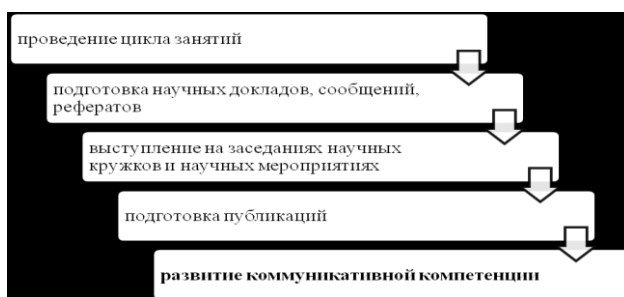 проведение цикла занятий
подготовка научных докладов, сообщений,
рефератов
выступление на заседаниях научных
кружков и научных мероприятиях
подготовка публикаций
развитие коммуникативной компетенции